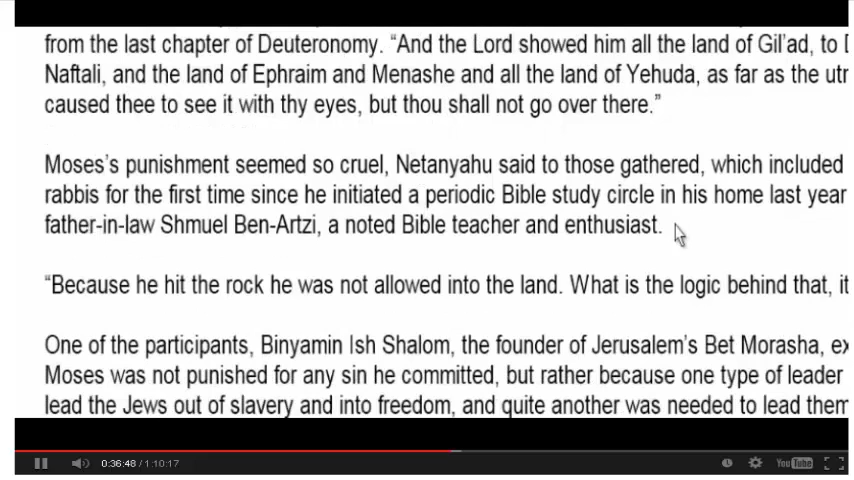 from the last chapter of Deuteronomy. “And the Lord showed him all the land of Gil’ad, to
Naftali, and the land of Ephraim and Menashe and all the land of Yehuda, as far as the
caused thee to see it with thy eyes, but thou shall not go over there.”
Moses’s punishment seemed so cruel, Netanyahu said to those gathered, which included
rabbis for the first time since he initiated a periodic Bible study circle in his home last year
father-in-law Shmuel Ben-Artzi, a noted Bible teacher and enthusiast.
“Because he hit the rock he was not allowed into the land. What is the logic behind that, it
One of the participants, Binyamin Ish Shalom, the founder of Jerusalem’s Bet Morasha,
Moses was not punished for any sin he committed, but rather because one type of leader
lead the Jews out of slavery and into freedom, and quite another was needed to lead them
0:36:48 / 1:10:17 YouTube